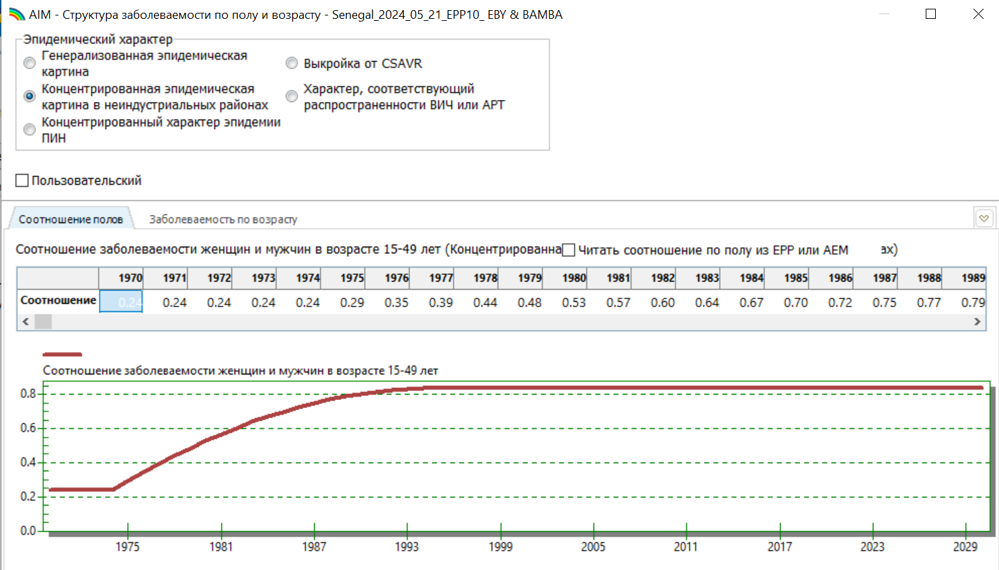 AIM - Структура заболеваемости по полу и возрасту - Senegal_2024_05_21_EPP10_ EBY & BAMBA
Эпидемический характер
Генерализованная эпидемическая
картина
Выкройка от CSAVR
Концентрированная эпидемическая
картина в неиндустриальных районах
Характер, соответствующий
распространенности ВИЧ или АРТ
Концентрированный характер эпидемии
ПИН
Пользовательский
Соотношение полов
Заболеваемость по возрасту
Соотношение заболеваемости женщин и мужчин в возрасте 15-49 лет (Концентрированна Читать соотношение по полу из EPP или AEM ах)
1970 1971 1972 1973 1974 1975 1976 1977 1978 1979 1980 1981 1982 1983 1984 1985 1986 1987 1988 1989
Соотношение 0.24 0.24 0.24 0.24 0.24 0.29 0.35 0.39 0.44 0.48 0.53 0.57 0.60 0.64 0.67 0.70 0.72 0.75 0.77 0.79
Соотношение заболеваемости женщин и мужчин в возрасте 15-49 лет
0.8
0.6
0.4
0.2
0.0
1975 1981 1987 1993 1999 2005 2011 2017 2023 2029